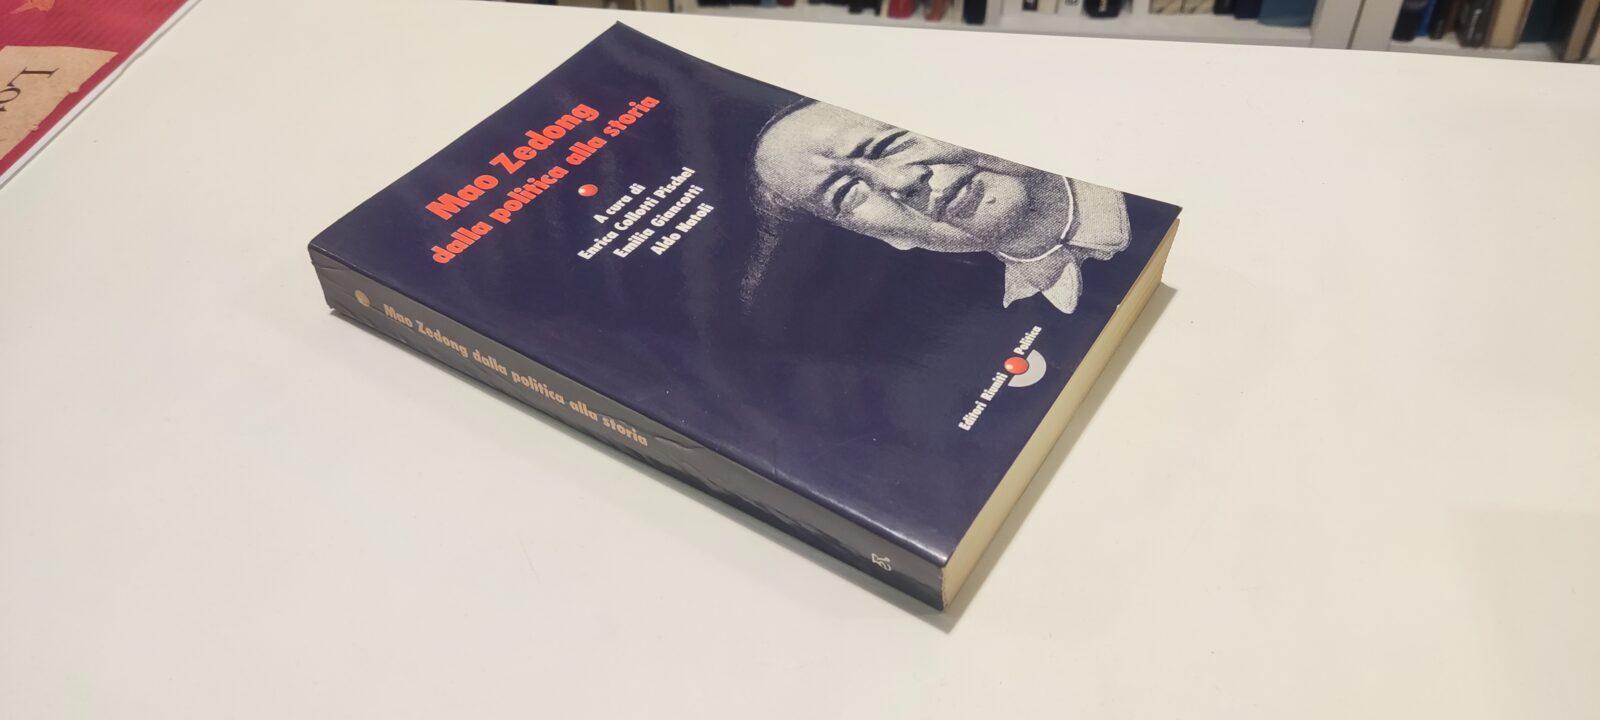 Mao Zedong
dalla politica alla storia
A cura di
Enrica Collotti Pischel
Emilia Giancotti
Aldo Natoli
Editori Riuniti Politica
Mao Zedong dalla politica alla storia